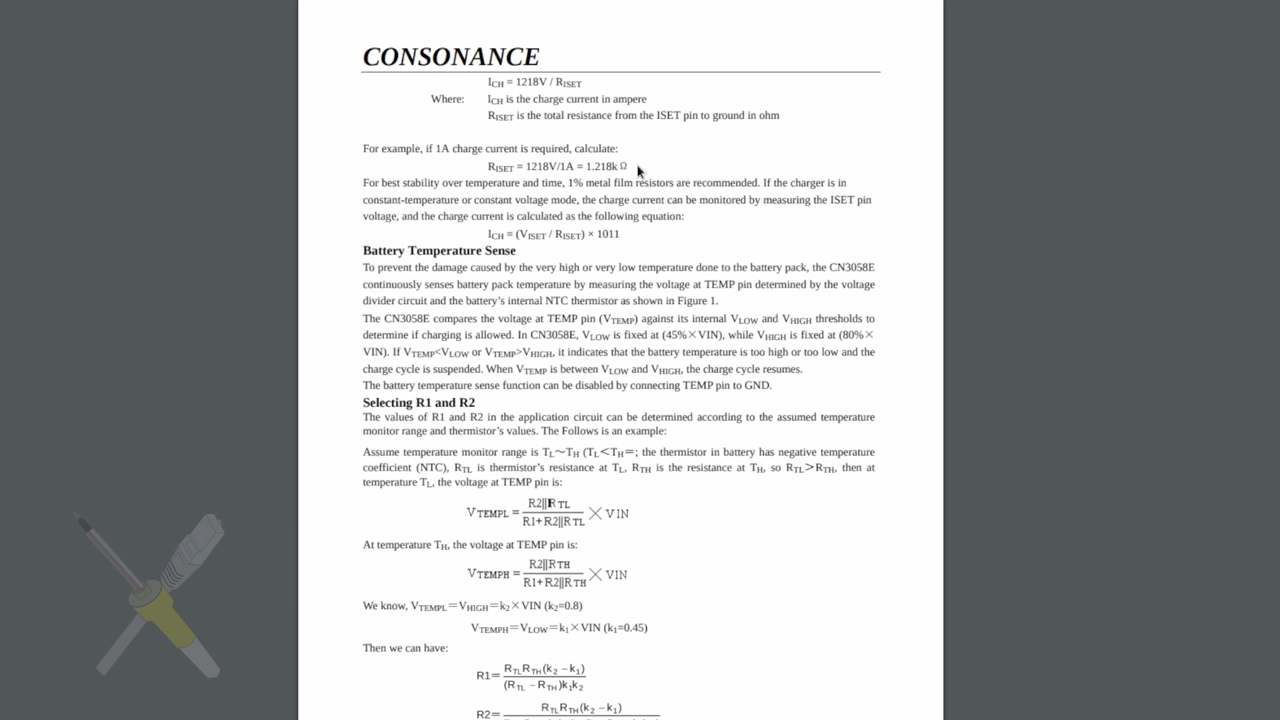 CONSONANCE
ICH = 1218V / RISET
Where: ICH is the charge current in ampere
RISET is the total resistance from the ISET pin to ground in ohm
For example, if 1A charge current is required, calculate:
RISET = 1218V/1A = 1.218kΩ
For best stability over temperature and time, 1% metal film resistors are recommended. If the charger is in
constant-temperature or constant voltage mode, the charge current can be monitored by measuring the ISET pin
voltage, and the charge current is calculated as the following equation:
ICH = (VISET / RISET) × 1011
Battery Temperature Sense
To prevent the damage caused by the very high or very low temperature done to the battery pack, the CN3058E
continuously senses battery pack temperature by measuring the voltage at TEMP pin determined by the voltage
divider circuit and the battery's internal NTC thermistor as shown in Figure 1.
The CN3058E compares the voltage at TEMP pin (VTEMP) against its internal VLOW and VHIGH thresholds to
determine if charging is allowed. In CN3058E, VLOW is fixed at (45%×VIN), while VHIGH is fixed at (80%×
VIN). If VTEMP<VLOW or VTEMP>VHIGH, it indicates that the battery temperature is too high or too low and the
charge cycle is suspended. When VTEMP is between VLOW and VHIGH, the charge cycle resumes.
The battery temperature sense function can be disabled by connecting TEMP pin to GND.
Selecting R1 and R2
The values of R1 and R2 in the application circuit can be determined according to the assumed temperature
monitor range and thermistor's values. The Follows is an example:
Assume temperature monitor range is TL～TH (TL<TH=; the thermistor in battery has negative temperature
coefficient (NTC), RTL is thermistor's resistance at TL, RTH is the resistance at TH, so RTL>RTH, then at
temperature TL, the voltage at TEMP pin is:
VTEMPL = R2||RTL / R1+R2||RTL × VIN
At temperature TH, the voltage at TEMP pin is:
VTEMPH = R2||RTH / R1+R2||RTH × VIN
We know, VTEMPL=VHIGH=k2×VIN (k2=0.8)
VTEMPH=VLOW=k1×VIN (k1=0.45)
Then we can have:
R1= RTLRTH(k2 −k1) / (RTL −RTH)k1k2
R2= RTLRTH(k2 −k1)